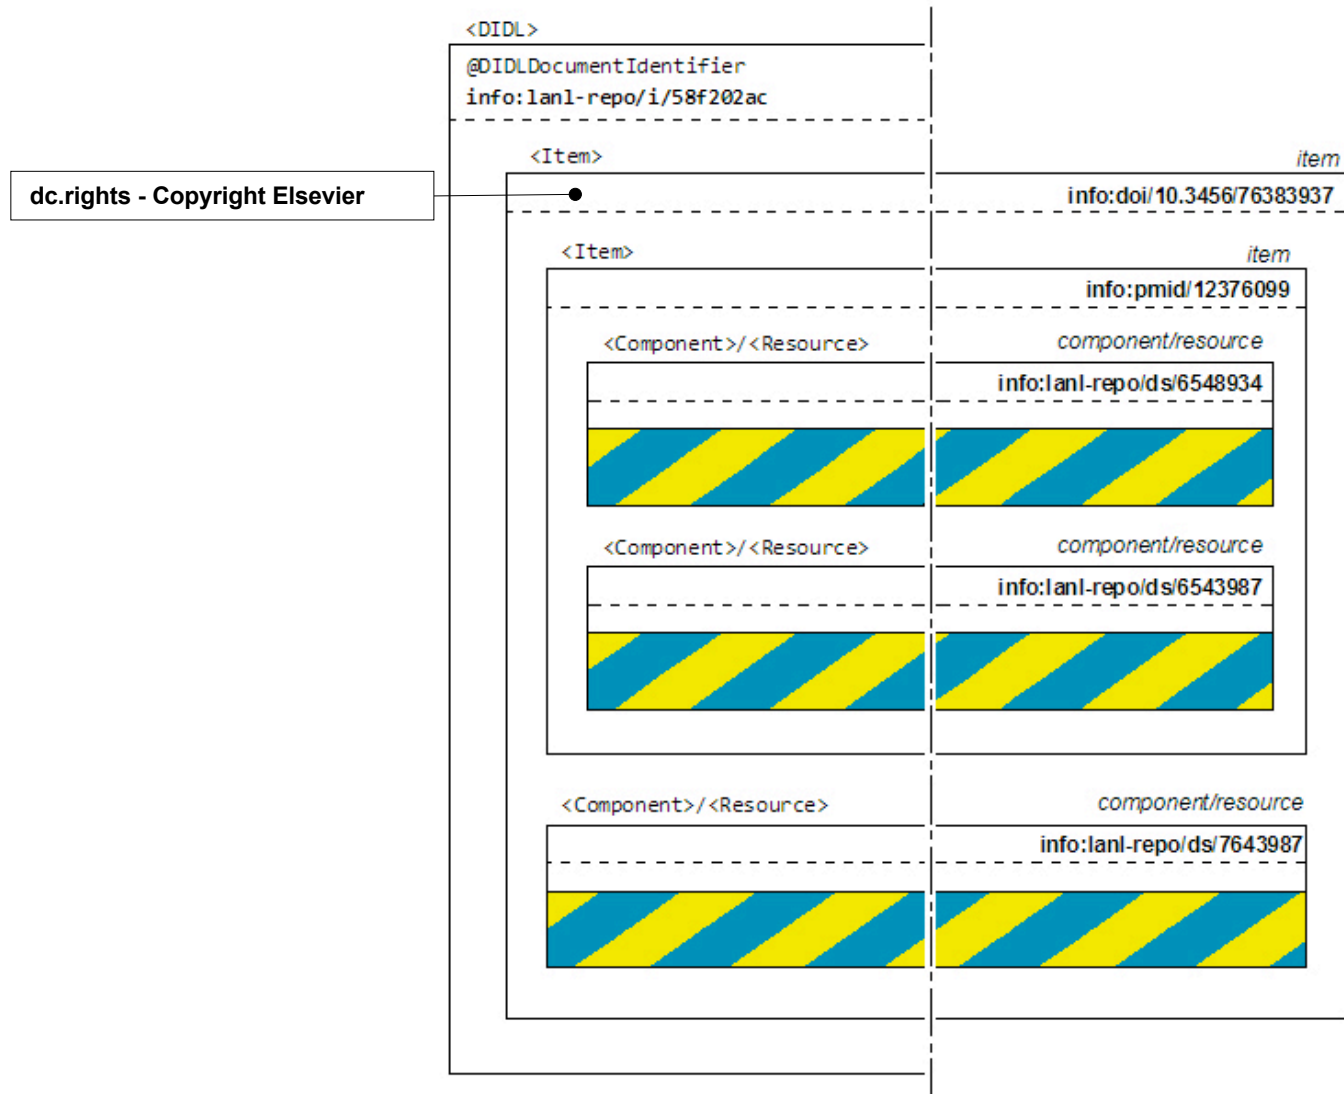 <DIDL>
@DIDLDocumentIdentifier
info:lanl-repo/i/58f202ac
<Item>
item
dc.rights - Copyright Elsevier
info:doi/10.3456/76383937
<Item>
item
info:pmid/12376099
<Component>/<Resource>
component/resource
info:lanl-repo/ds/6548934
<Component>/<Resource>
component/resource
info:lanl-repo/ds/6543987
<Component>/<Resource>
component/resource
info:lanl-repo/ds/7643987